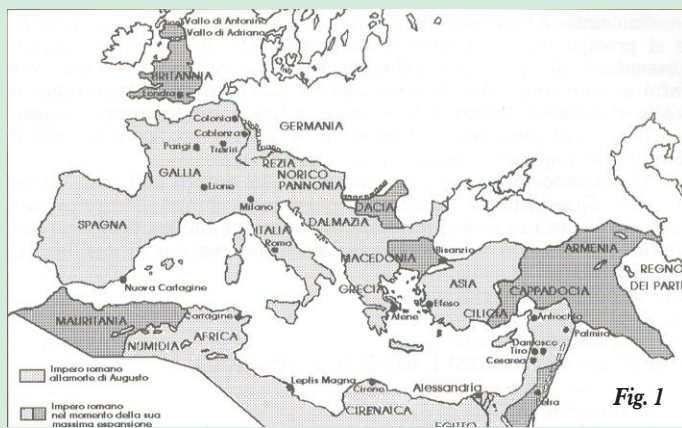 Vallo di Antonino
Vallo di Adriano
BRITANNIA
Londra
Colonia
Coblenza
GERMANIA
Parigi
Treviri
REZIA
NORICO
GALLIA
PANNONIA
Lione
DACIA
Milano
DALMAZIA
ITALIA
SPAGNA
Roma
Bisanzio
ARMENIA
MACEDONIA
REGNO
DEI PARTI
ASIA
CAPPADOCIA
GRECIA
Nuova Cartagine
Efeso
Atene
CILICIA
Antiochia
MAURITANIA
Cartagine
Palmira
AFRICA
Damasco
NUMIDIA
Tiro
Cesarea
Impero romano
allamorte di Augusto
Leptis Magna
Cirene
Alessandria
Petra
Fig. 1
Impero romano
nel momento della sua
massima espansione
CIRENAICA
EGITTO